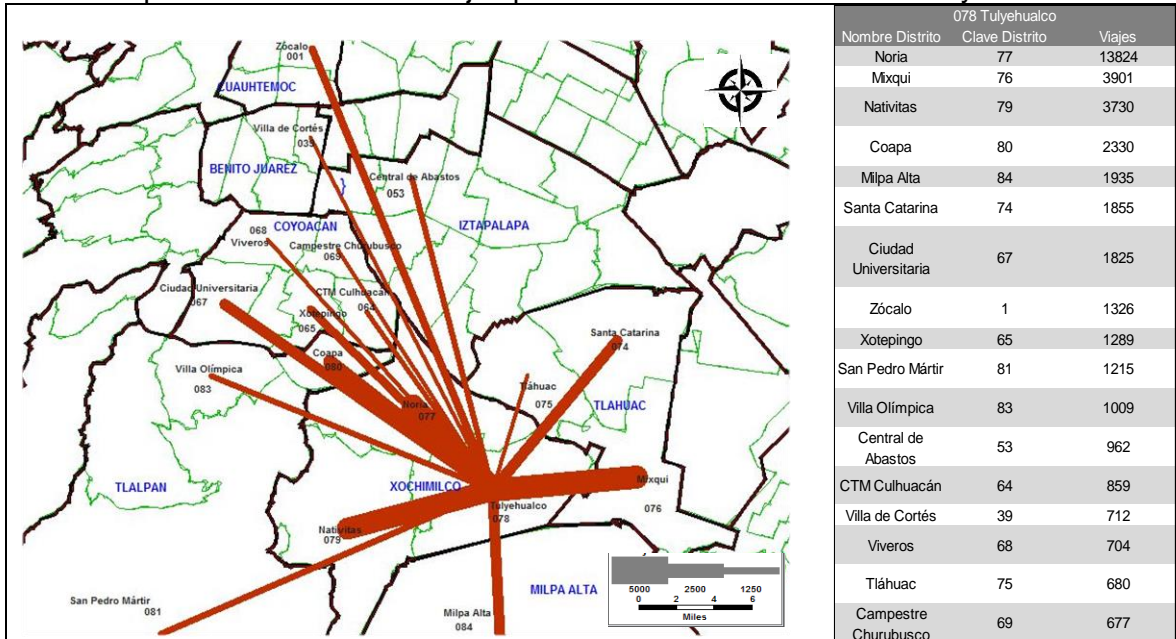 Zócalo
001
CUAUHTEMOC
Villa de Cortés
039
BENITO JUAREZ
}
Central de Abastos
053
068
Viveros
COYOACAN
Campestre Churubusco
069
IZTAPALAPA
Ciudad Universitaria
067
CTM Culhuacán
064
Xotepingo
065
Coapa
080
Villa Olímpica
083
Santa Catarina
074
Tláhuac
075
TLAHUAC
Noria
077
TLALPAN
XOCHIMILCO
Mixqui
076
Tulyehualco
078
Nativitas
079
San Pedro Mártir
081
Milpa Alta
084
MILPA ALTA
5000 2500 1250
0 2 4 6
Miles
078 Tulyehualco
Nombre Distrito Clave Distrito Viajes
Noria 77 13824
Mixqui 76 3901
Nativitas 79 3730
Coapa 80 2330
Milpa Alta 84 1935
Santa Catarina 74 1855
Ciudad
Universitaria 67 1825
Zócalo 1 1326
Xotepingo 65 1289
San Pedro Mártir 81 1215
Villa Olímpica 83 1009
Central de
Abastos 53 962
CTM Culhuacán 64 859
Villa de Cortés 39 712
Viveros 68 704
Tláhuac 75 680
Campestre
Churubusco 69 677